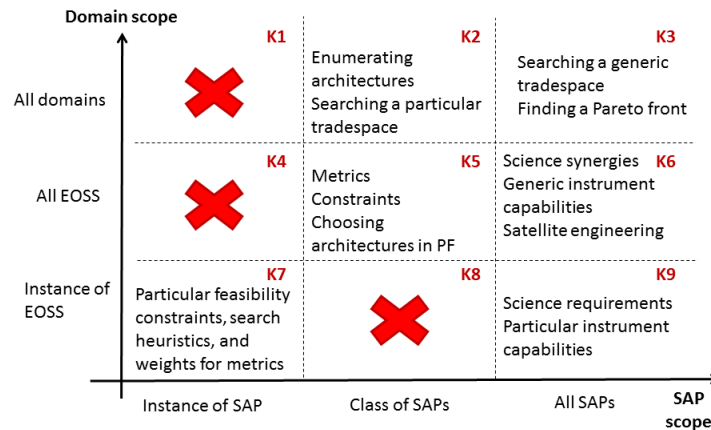 Domain scope
K1
K2
K3
All domains
Enumerating
architectures
Searching a particular
tradespace
Searching a generic
tradespace
Finding a Pareto front
K4
K5
K6
All EOSS
Metrics
Constraints
Choosing
architectures in PF
Science synergies
Generic instrument
capabilities
Satellite engineering
K7
K8
K9
Instance of
EOSS
Particular feasibility
constraints, search
heuristics, and
weights for metrics
Science requirements
Particular instrument
capabilities
Instance of SAP
Class of SAPs
All SAPs
SAP
scope